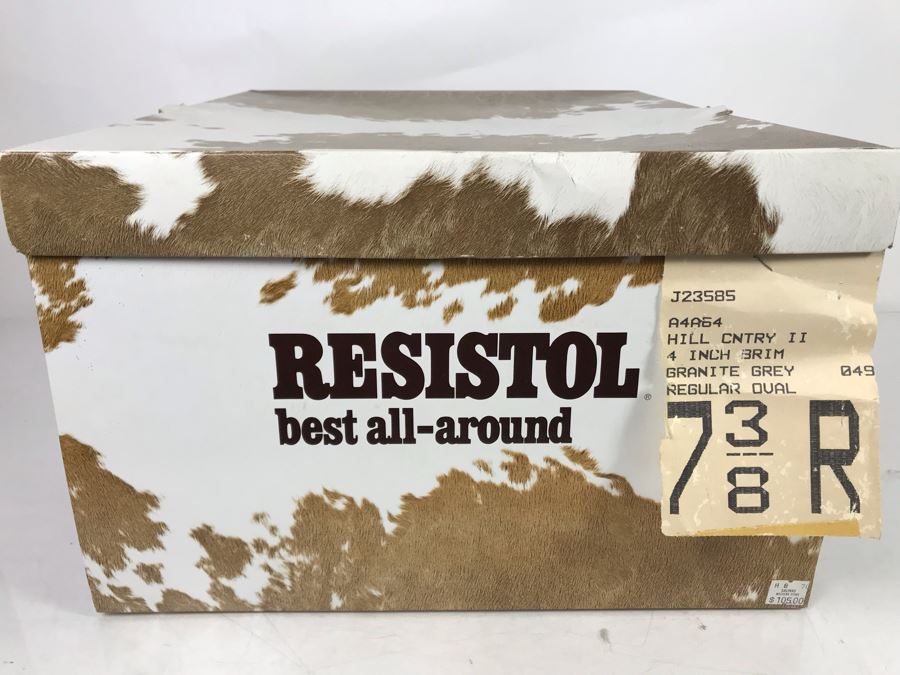 RESISTOL®
best all-around
J23585
A4A64
HILL CNTRY II
4 INCH BRIM
GRANITE GREY 049
REGULAR OVAL
7 3/8 R
H B
$105.00